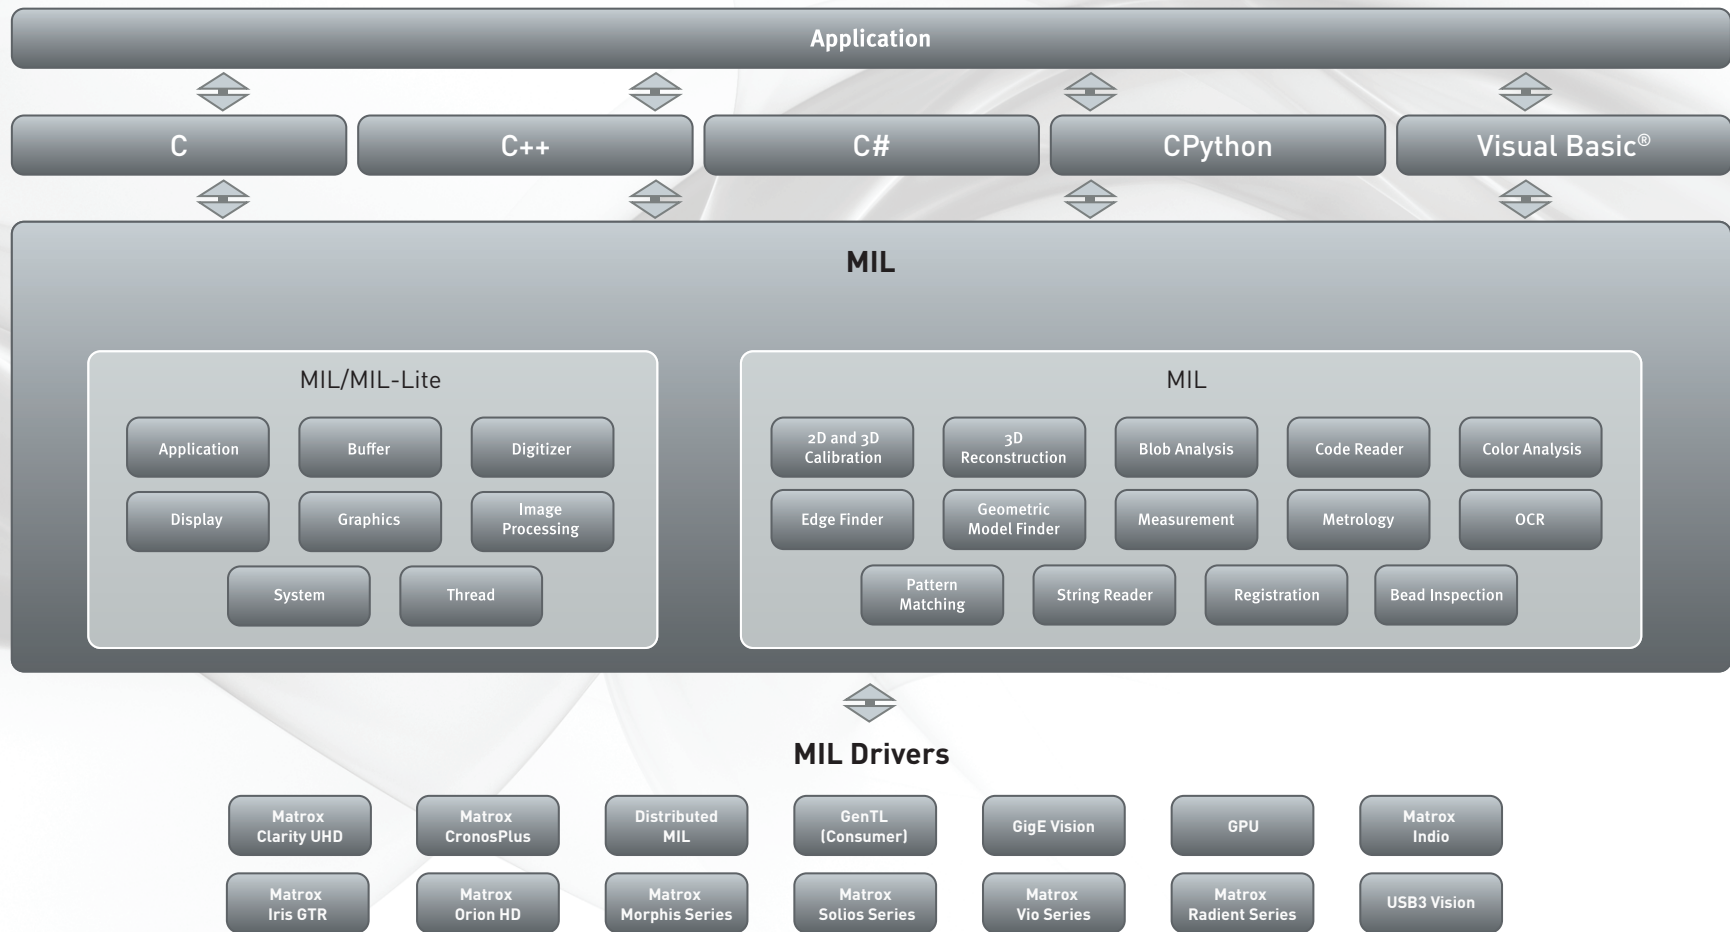 Application
C
C++
C#
CPython
Visual Basic®
MIL
MIL/MIL-Lite
Application
Buffer
Digitizer
Display
Graphics
Image
Processing
System
Thread
MIL
2D and 3D
Calibration
3D
Reconstruction
Blob Analysis
Code Reader
Color Analysis
Edge Finder
Geometric
Model Finder
Measurement
Metrology
OCR
Pattern
Matching
String Reader
Registration
Bead Inspection
MIL Drivers
Matrox
Clarity UHD
Matrox
CronosPlus
Distributed
MIL
GenTL
(Consumer)
GigE Vision
GPU
Matrox
Indio
Matrox
Iris GTR
Matrox
Orion HD
Matrox
Morphis Series
Matrox
Solios Series
Matrox
Vio Series
Matrox
Radient Series
USB3 Vision